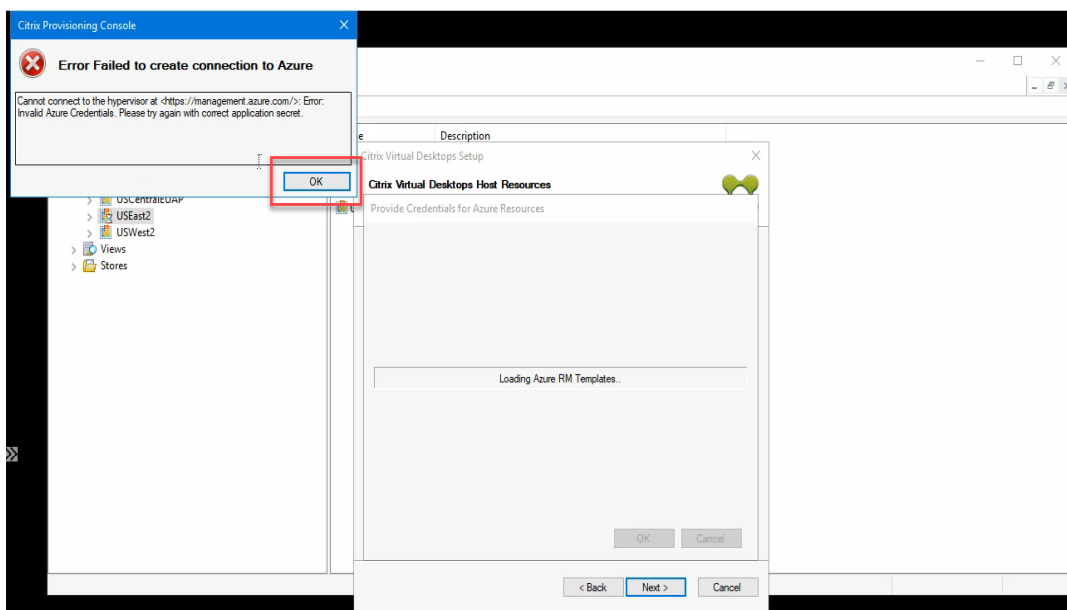 Citrix Provisioning Console
Error Failed to create connection to Azure
Cannot connect to the hypervisor at <https://management.azure.com/>: Error:
Invalid Azure Credentials. Please try again with correct application secret.
OK
e Description
Citrix Virtual Desktops Setup
Citrix Virtual Desktops Host Resources
USCentralEUAP
Provide Credentials for Azure Resources
USEast2
USWest2
Views
Stores
Loading Azure RM Templates..
OK Cancel
< Back Next > Cancel